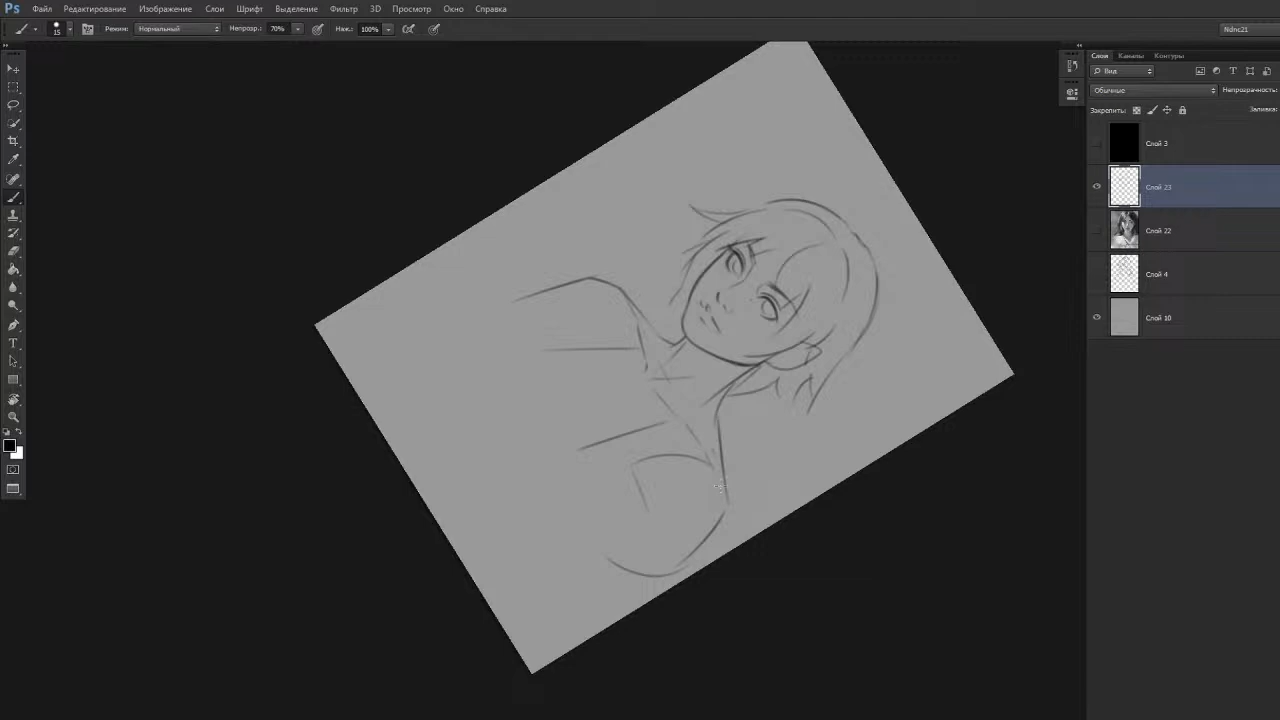 Ps Файл Редактирование Изображение Слои Шрифт Выделение Фильтр 3D Просмотр Окно Справка
15 Режим: Нормальный Непрозр.: 70% Наж.: 100% Ndnc21
Слои Каналы Контуры
Вид
Обычные Непрозрачность:
Закрепить: Заливка:
Слой 3
Слой 23
Слой 22
Слой 4
Слой 10